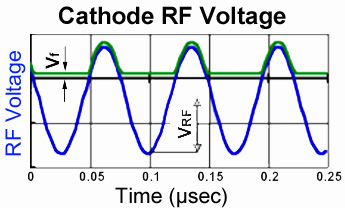 Cathode RF Voltage
RF Voltage
Vf
VRF
0 0.05 0.1 0.15 0.2 0.25
Time (µsec)